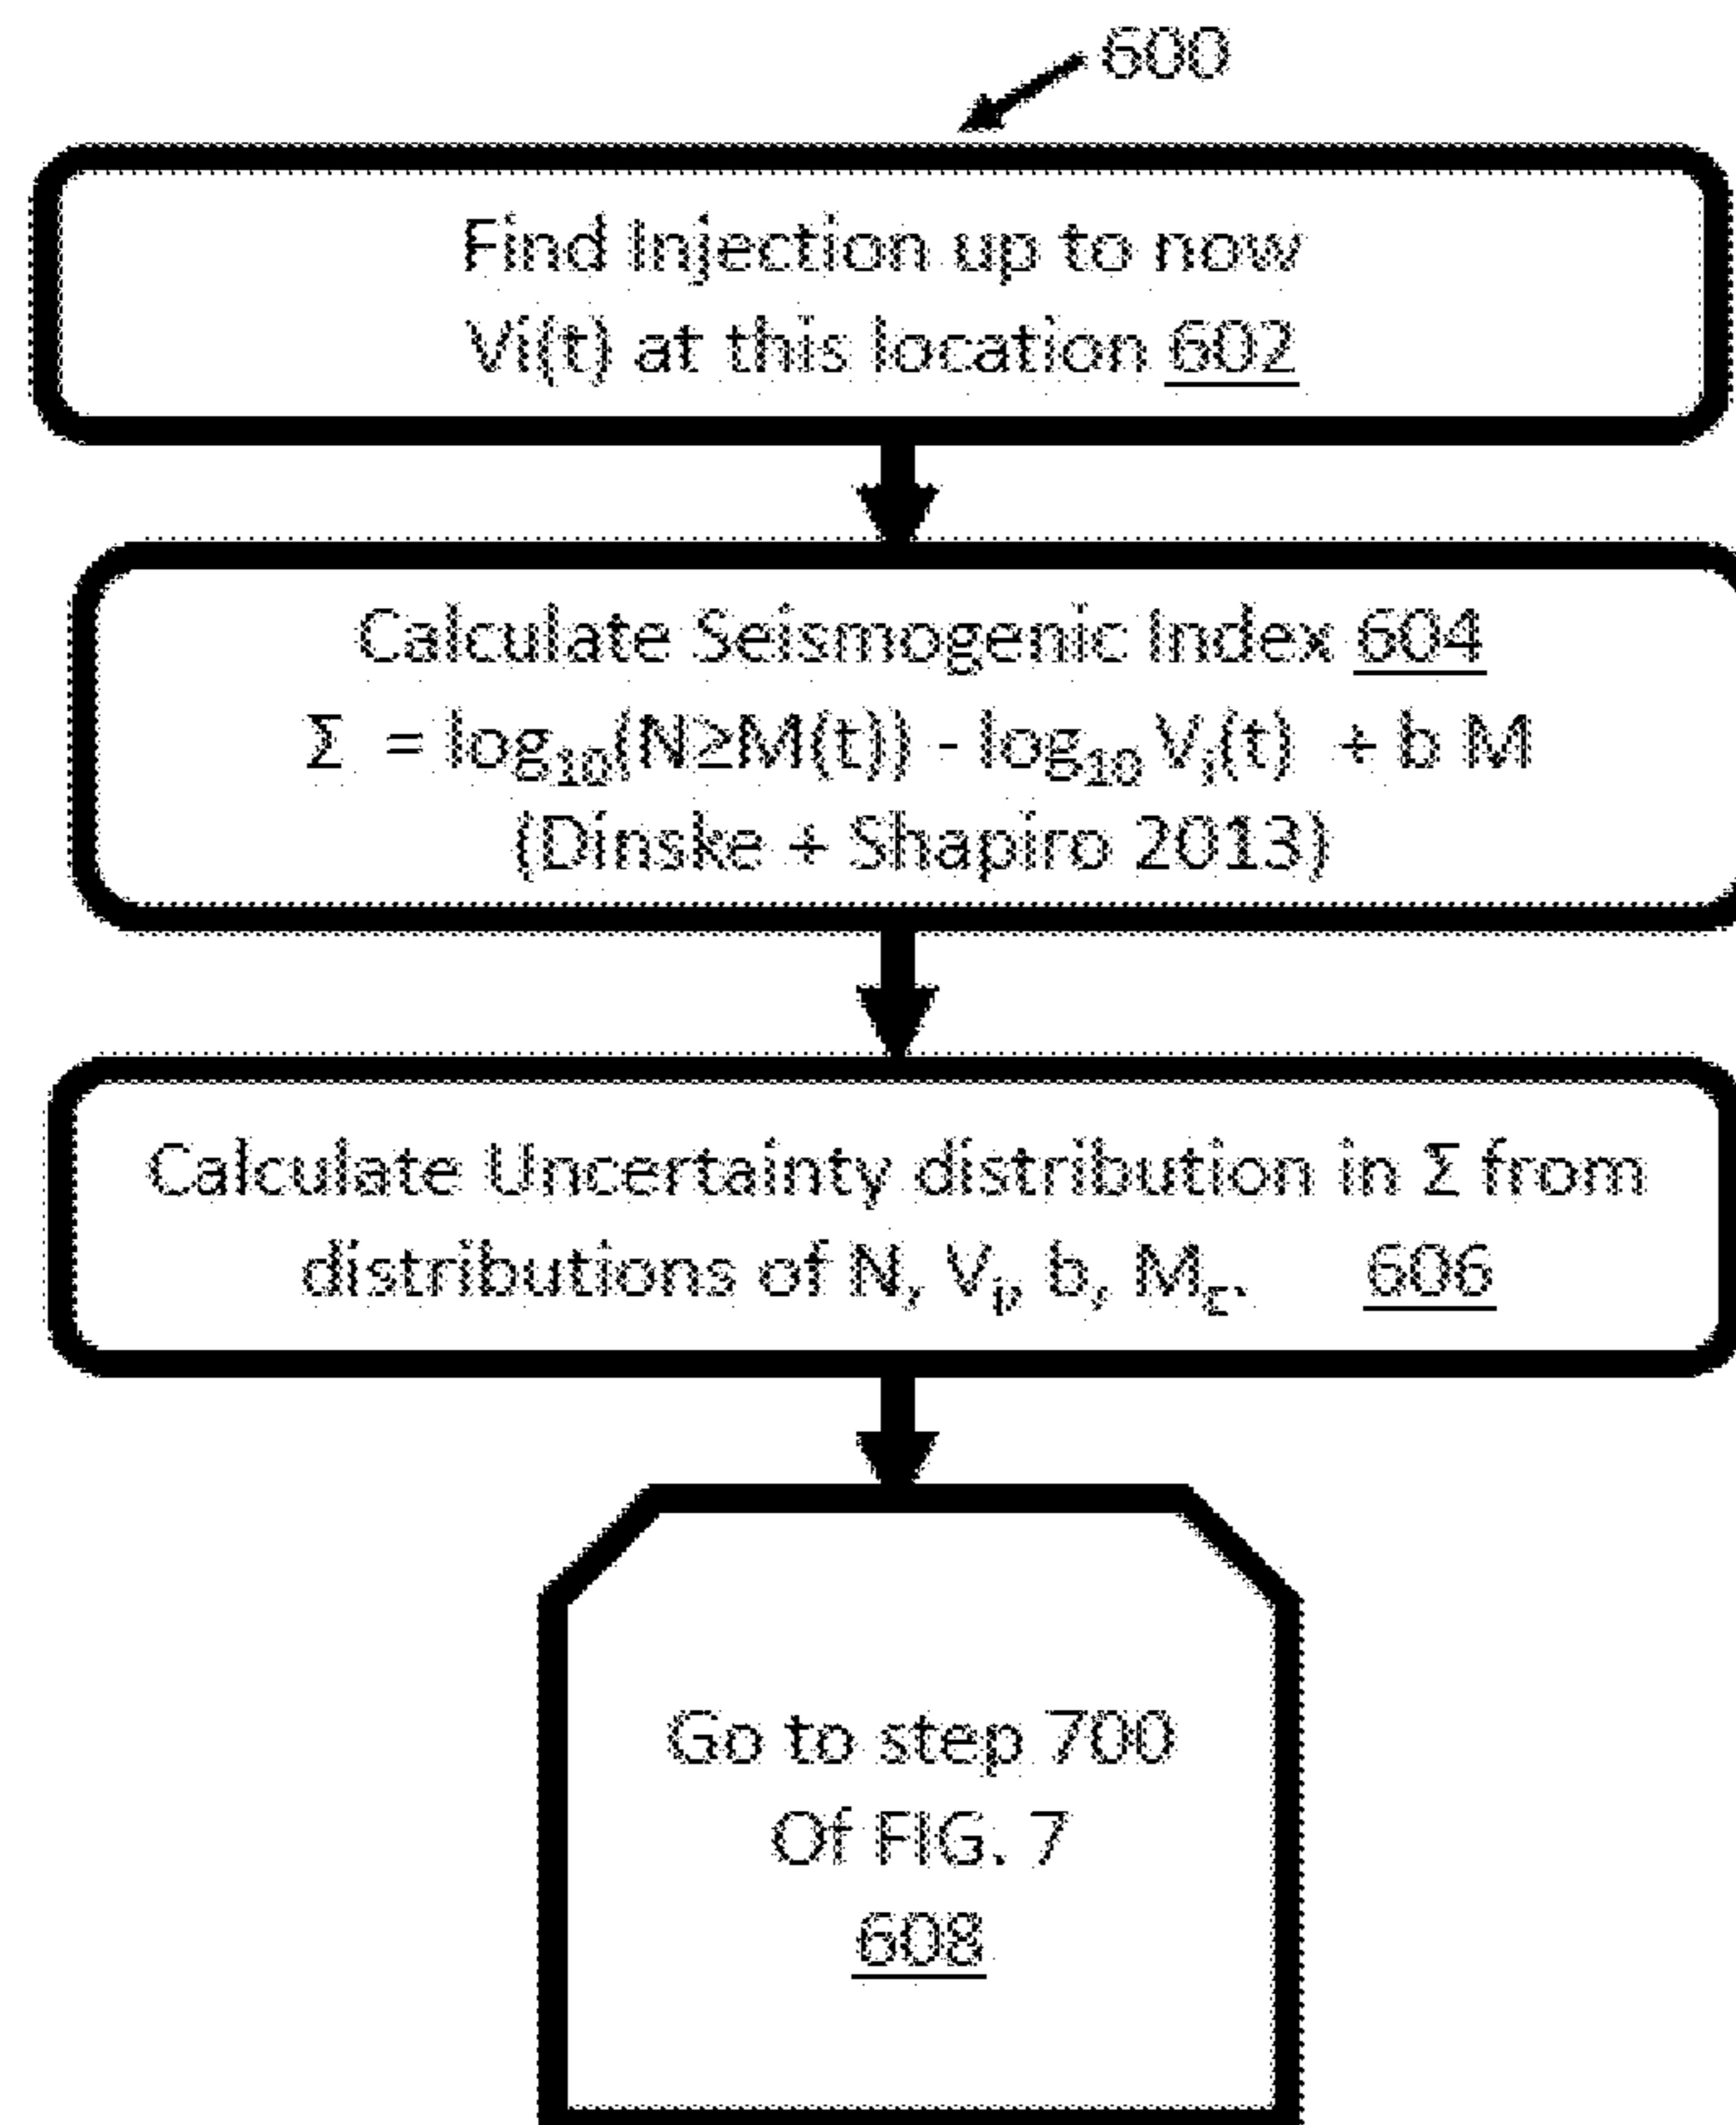 600
Find Injection up to now
Vi(t) at this location 602
Calculate Seismogenic Index 604
Σ = log₁₀(N≥M(t)) - log₁₀ Vᵢ(t) + b M
(Dinske + Shapiro 2013)
Calculate Uncertainty distribution in Σ from
distributions of N, Vᵢ, b, M_Σ. 606
Go to step 700
Of FIG. 7
608